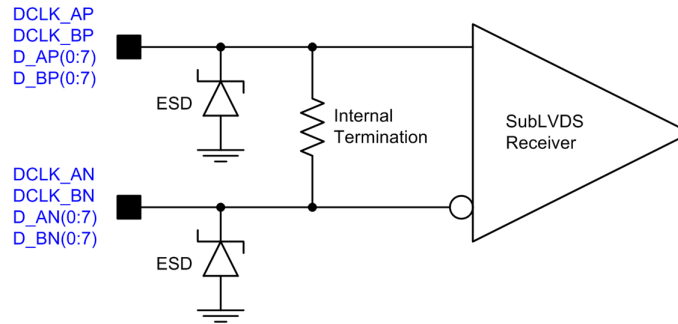 DCLK_AP
DCLK_BP
D_AP(0:7)
D_BP(0:7)
ESD
Internal
Termination
SubLVDS
Receiver
DCLK_AN
DCLK_BN
D_AN(0:7)
D_BN(0:7)
ESD